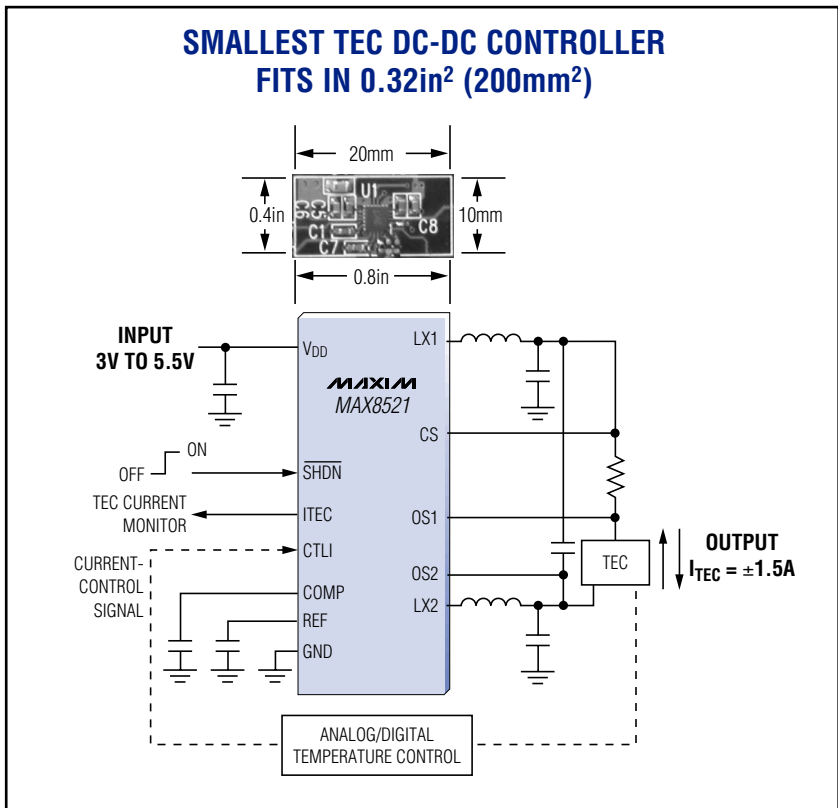 SMALLEST TEC DC-DC CONTROLLER
FITS IN 0.32in² (200mm²)
20mm
0.4in
U1
C6
C5
C1
C7
C8
10mm
0.8in
INPUT
3V TO 5.5V
VDD
LX1
MAXIM
MAX8521
CS
ON
OFF
SHDN
TEC CURRENT
MONITOR
ITEC
OS1
CTLI
CURRENT-
CONTROL
SIGNAL
TEC
OUTPUT
ITEC = ±1.5A
OS2
COMP
LX2
REF
GND
ANALOG/DIGITAL
TEMPERATURE CONTROL